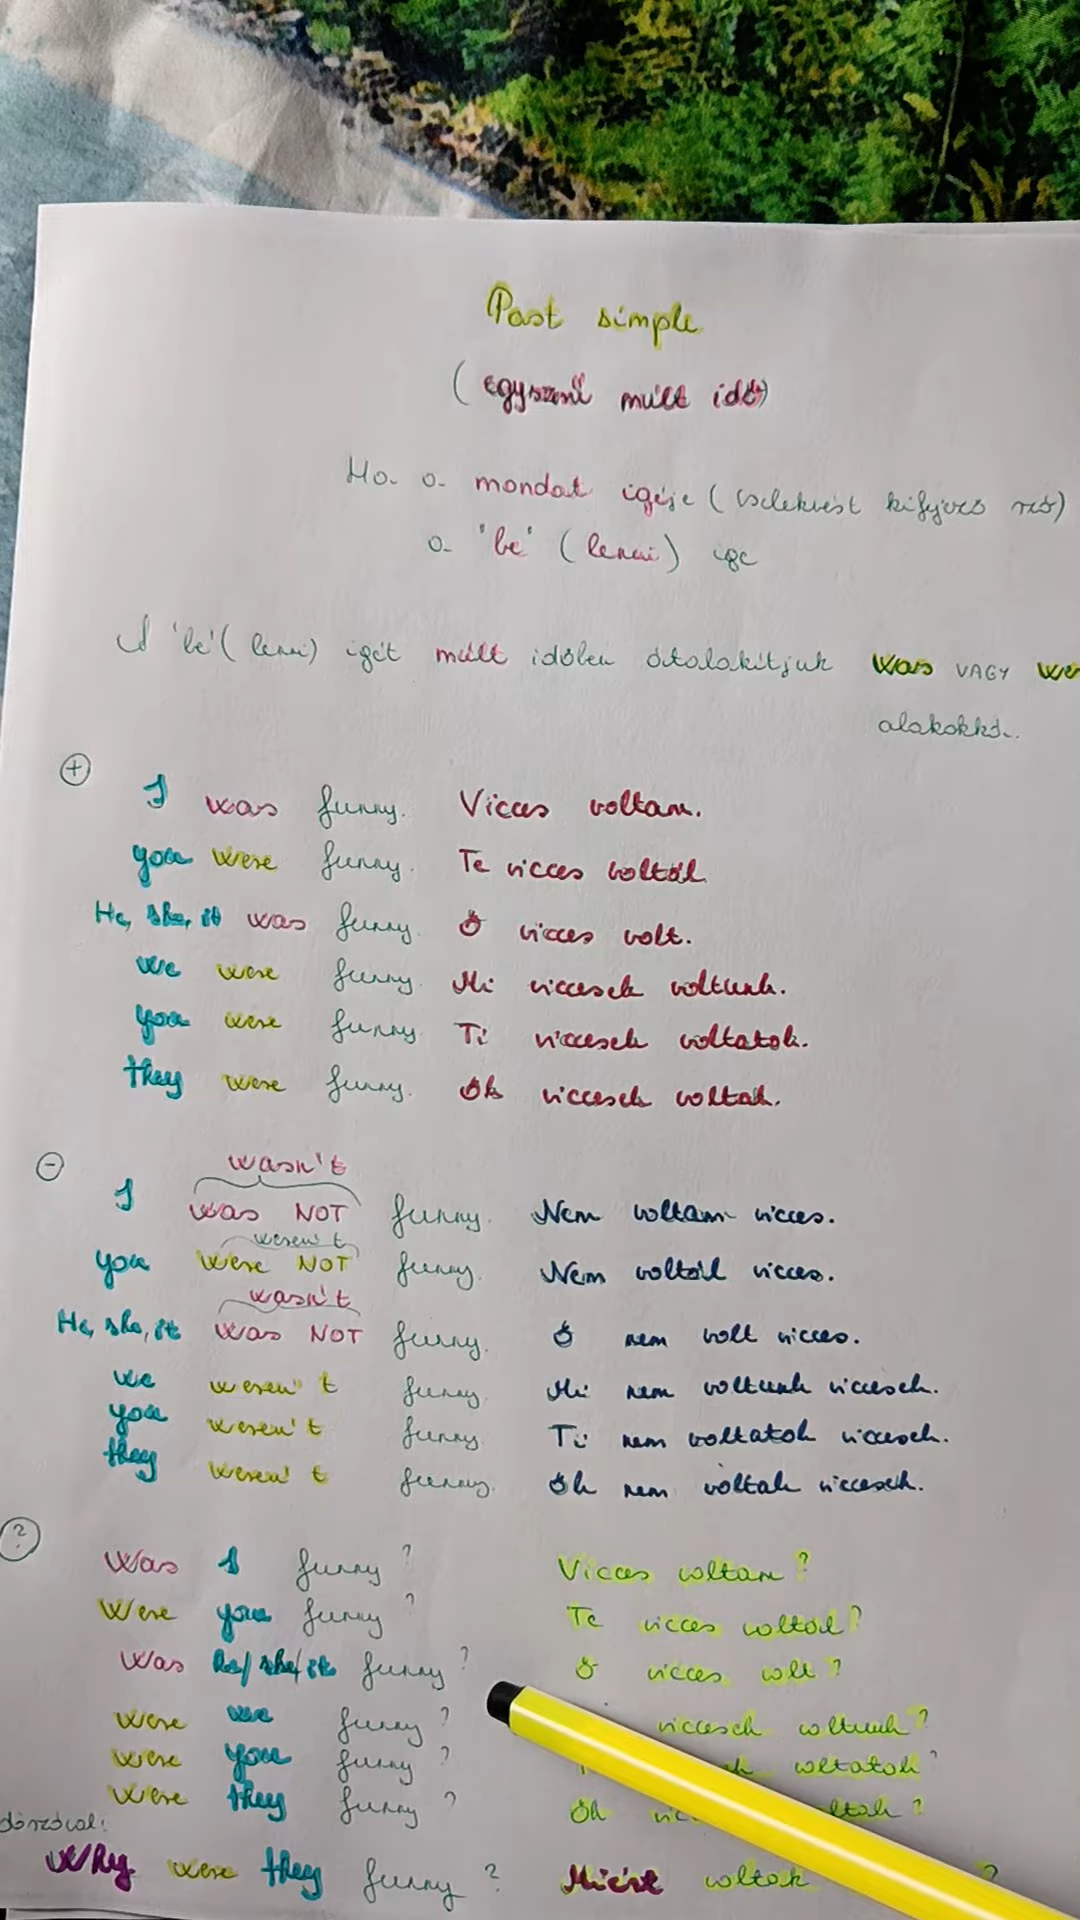 Past simple
(egyszerű múlt idő)
Ha a mondat igéje (cselekvést kifejező szó)
a 'be' (lenni) ige
A 'be' (lenni) igét múlt időben átalakítjuk was VAGY
alakokká.
+
I was funny. Vicces voltam.
you were funny. Te vicces voltál
He, she, it was funny. Ő vicces volt.
we were funny. Mi viccesek voltunk.
you were funny Ti viccesek voltatok.
they were funny. Ők viccesek voltak.
-
wasn't
I was NOT funny. Nem voltam vicces.
weren't
you were NOT funny. Nem voltál vicces.
wasn't
He, she, it was NOT funny. Ő nem volt vicces.
we weren't funny. Mi nem voltunk viccesek.
you weren't funny Ti nem voltatok viccesek.
they weren't funny. Ők nem voltak viccesek.
?
Was I funny? Vicces voltam?
Were you funny? Te vicces voltál?
Was he/she/it funny? Ő vicces volt?
were we funny? viccesek voltunk?
were you funny? voltatok?
were they funny? Ők
Why were they funny? Miért voltak ?